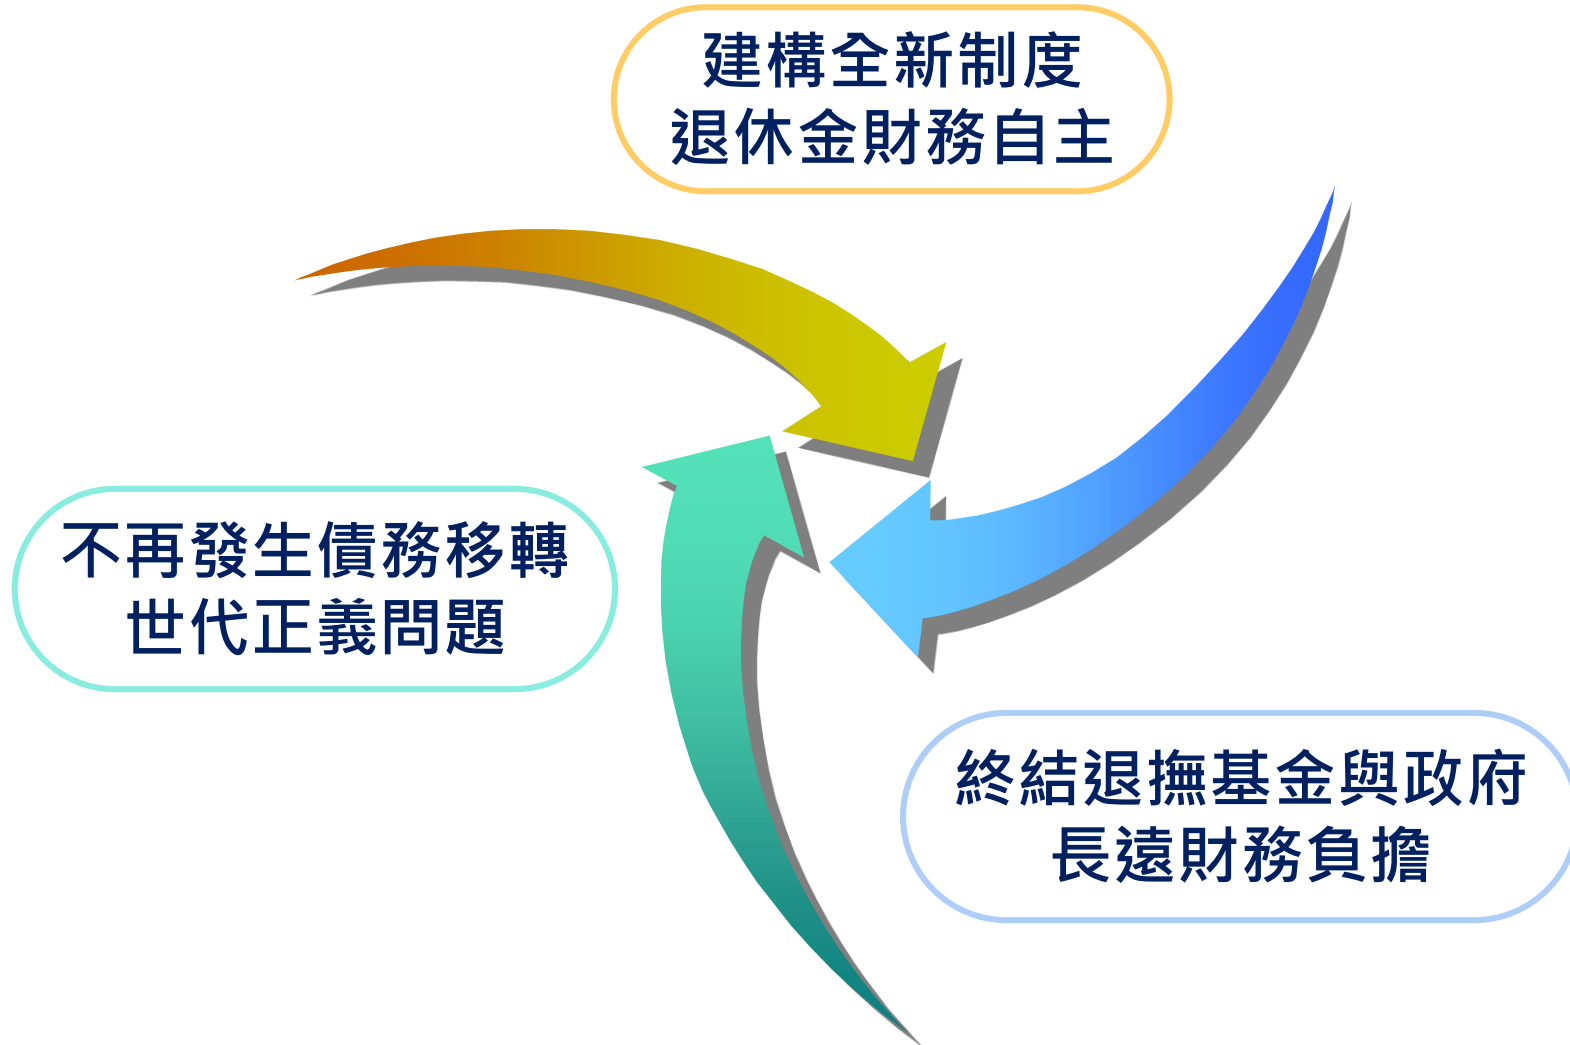 建構全新制度
退休金財務自主
不再發生債務移轉
世代正義問題
終結退撫基金與政府
長遠財務負擔